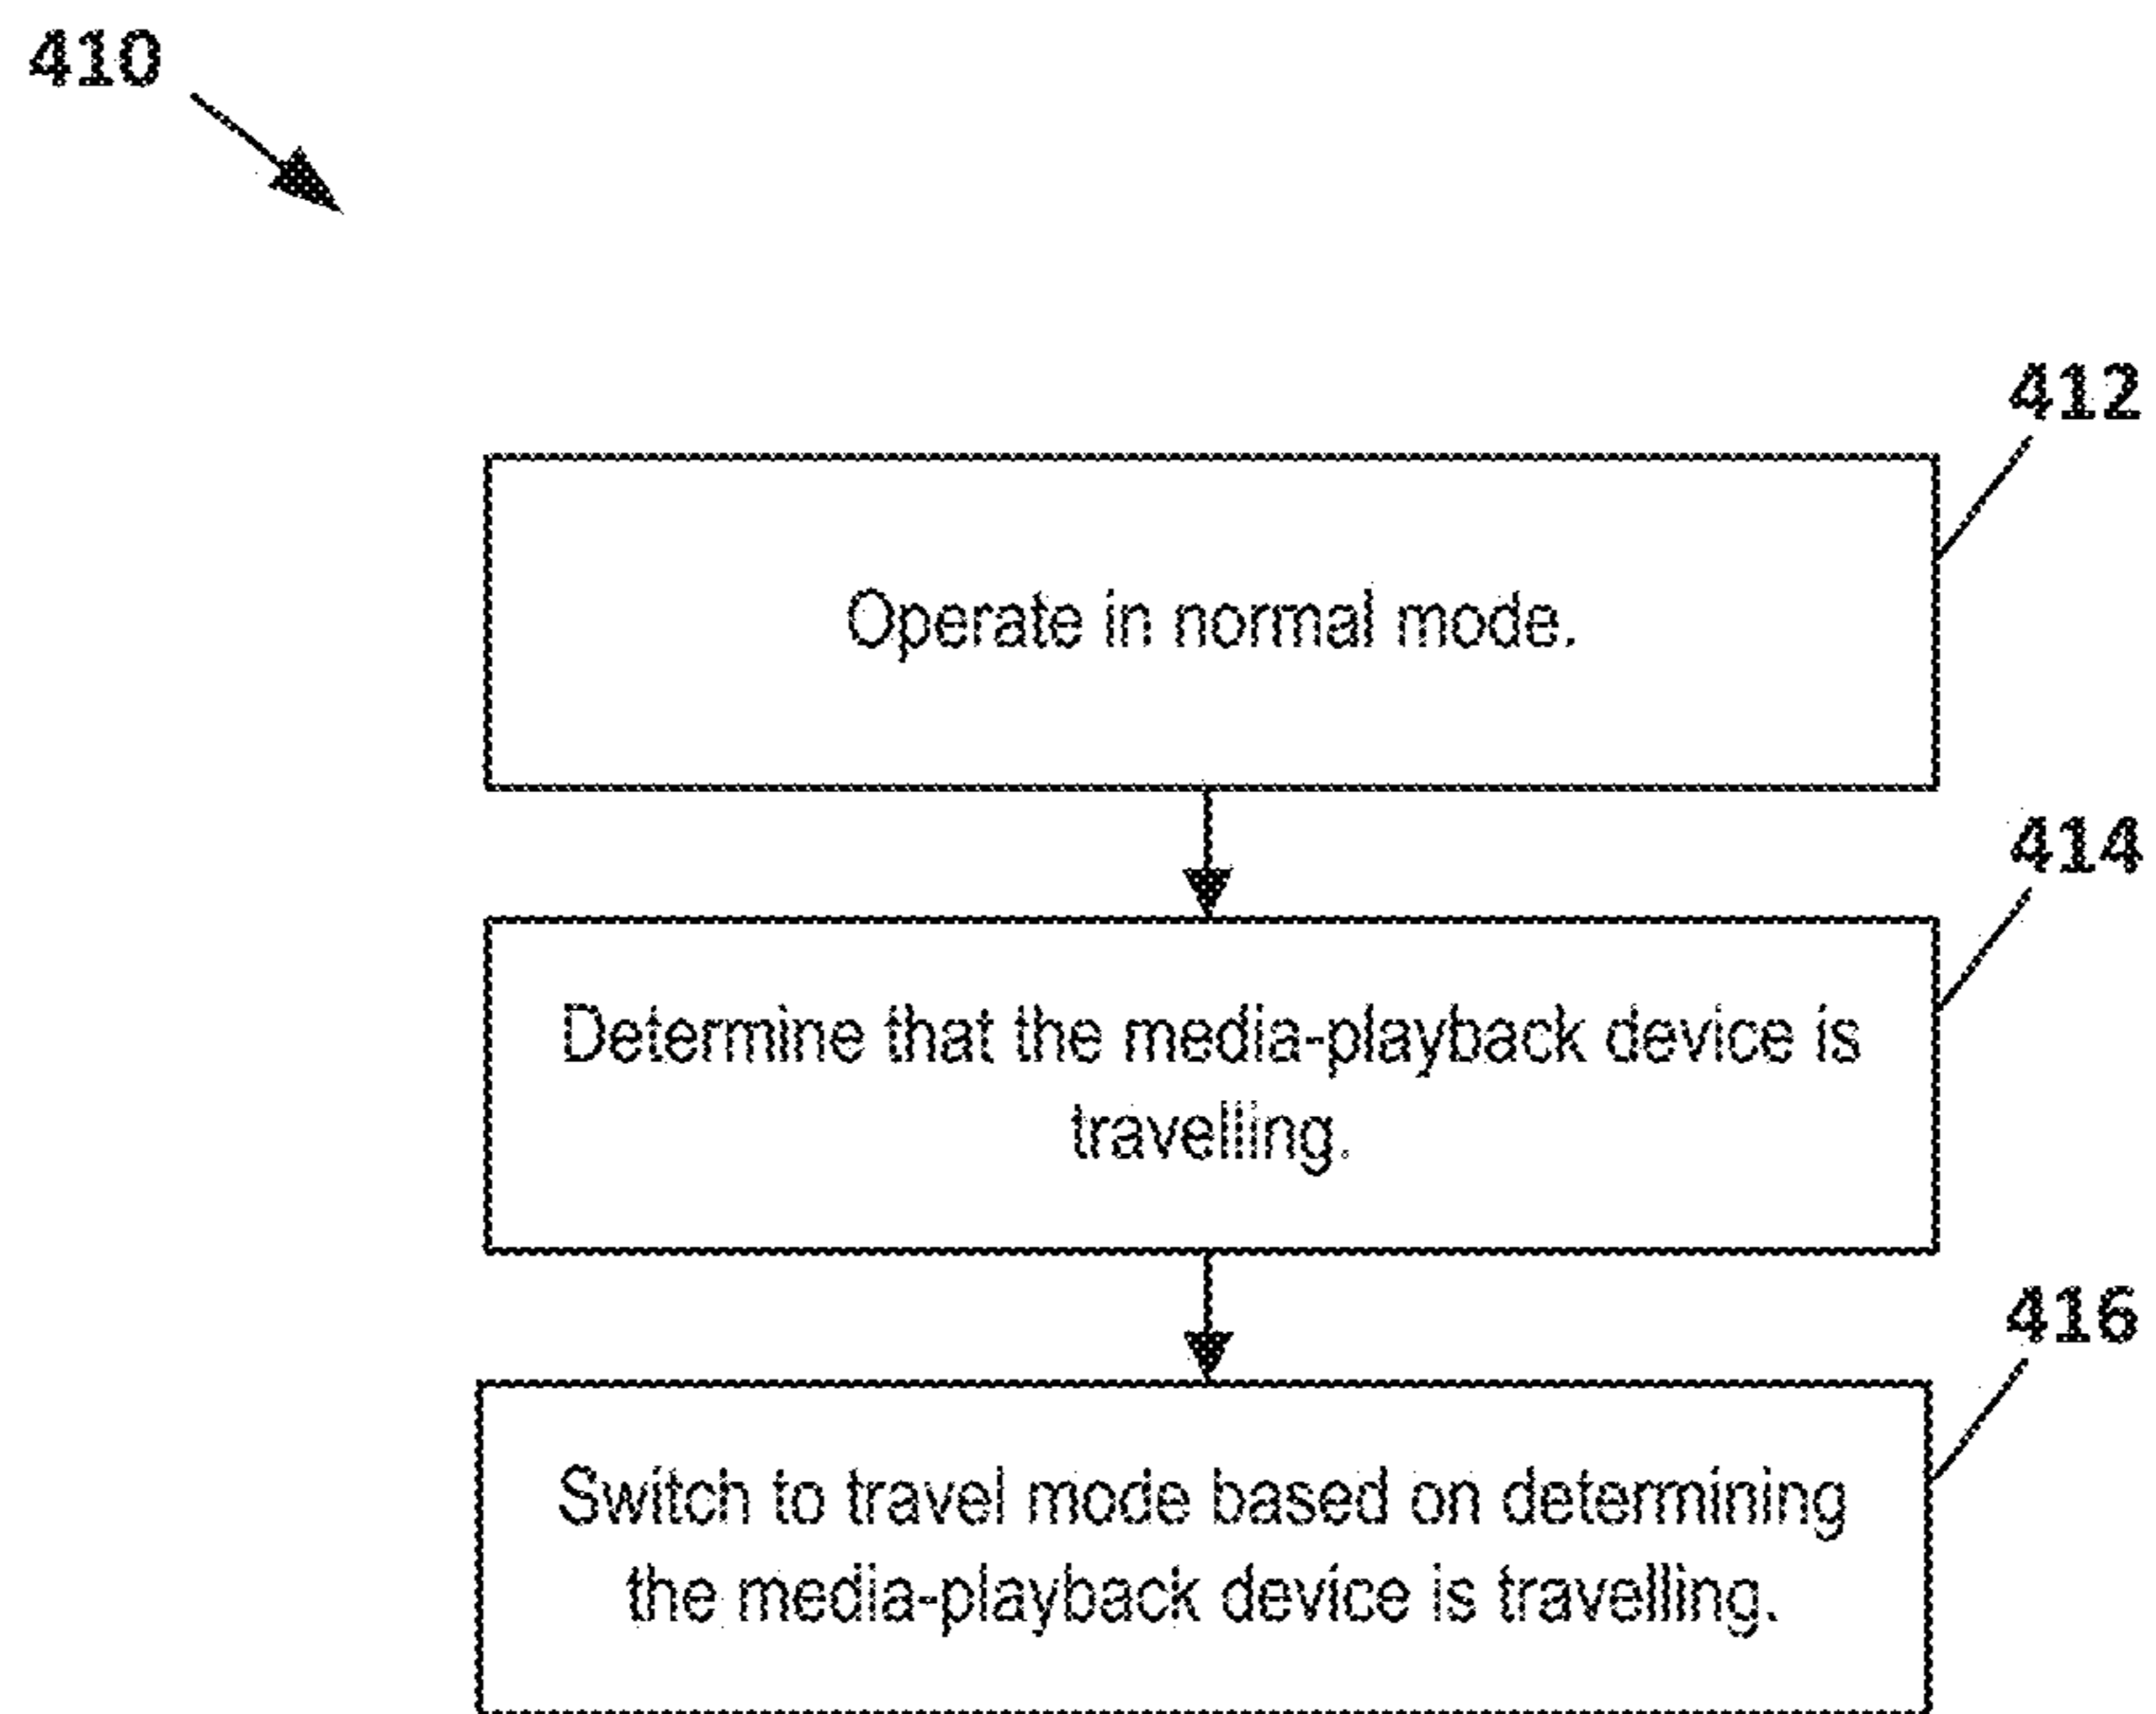 410
412
Operate in normal mode.
414
Determine that the media-playback device is
travelling.
416
Switch to travel mode based on determining
the media-playback device is travelling.